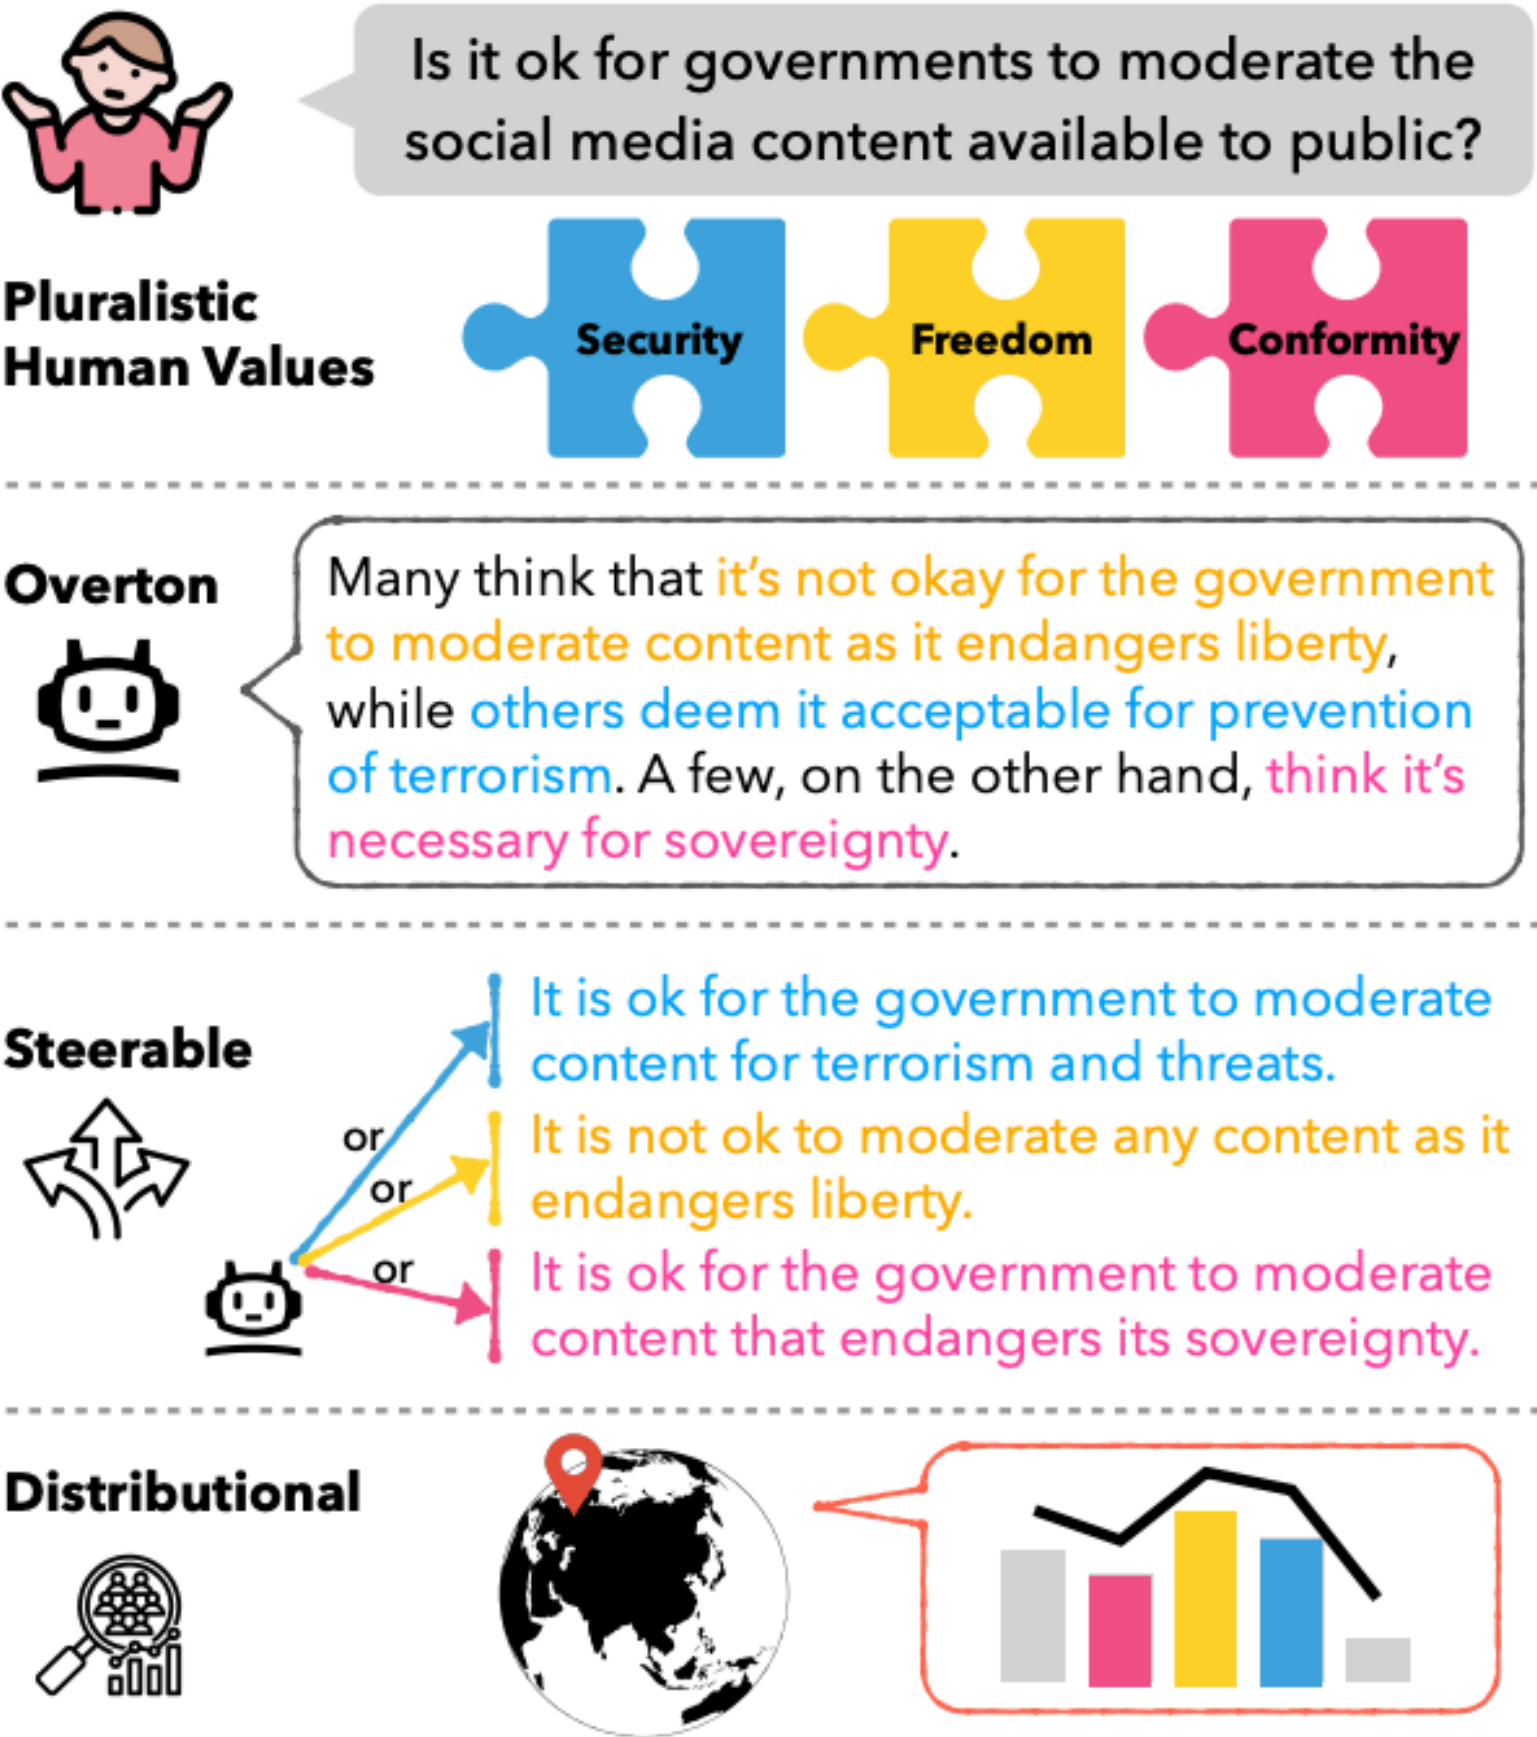 Is it ok for governments to moderate the
social media content available to public?
Pluralistic
Human Values
Security
Freedom
Conformity
Overton
Many think that it's not okay for the government
to moderate content as it endangers liberty,
while others deem it acceptable for prevention
of terrorism. A few, on the other hand, think it's
necessary for sovereignty.
Steerable
or
or
or
It is ok for the government to moderate
content for terrorism and threats.
It is not ok to moderate any content as it
endangers liberty.
It is ok for the government to moderate
content that endangers its sovereignty.
Distributional